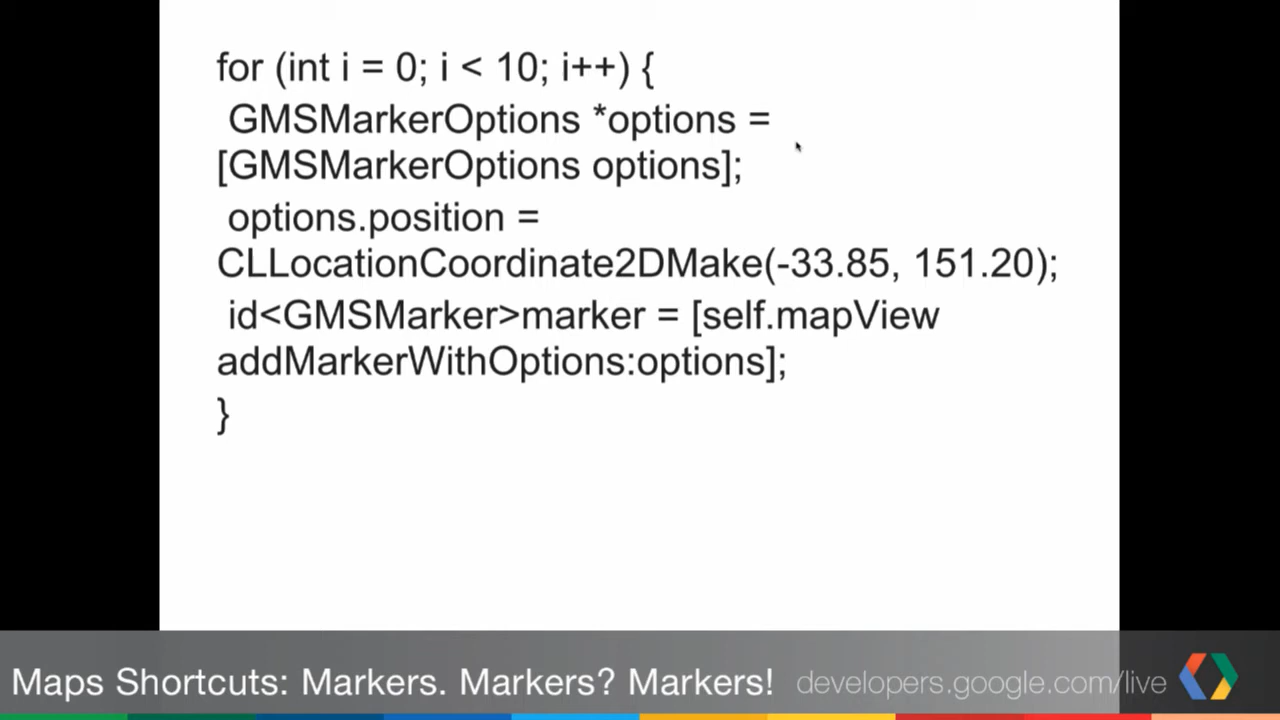 for (int i = 0; i < 10; i++) {
GMSMarkerOptions *options =
[GMSMarkerOptions options];
options.position =
CLLocationCoordinate2DMake(-33.85, 151.20);
id<GMSMarker>marker = [self.mapView
addMarkerWithOptions:options];
}
Maps Shortcuts: Markers. Markers? Markers! developers.google.com/live